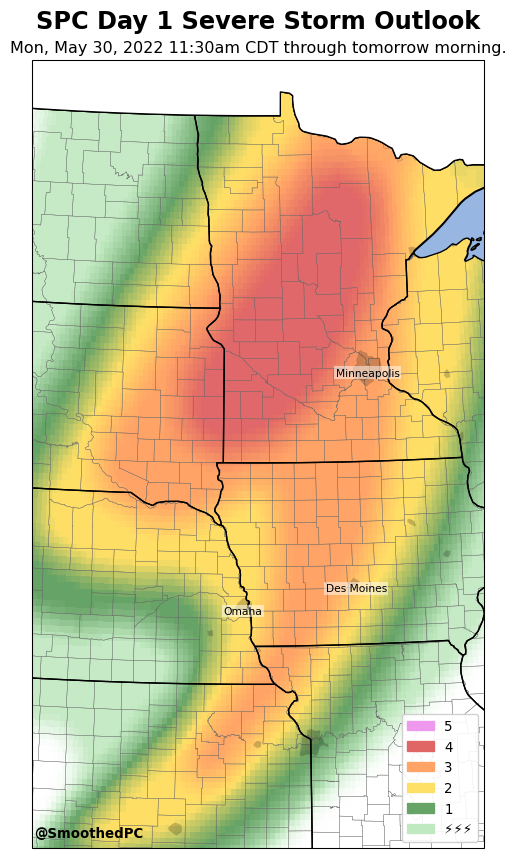 SPC Day 1 Severe Storm Outlook
Mon, May 30, 2022 11:30am CDT through tomorrow morning.
Minneapolis
Des Moines
Omaha
5
4
3
2
1
⚡⚡⚡
@SmoothedPC